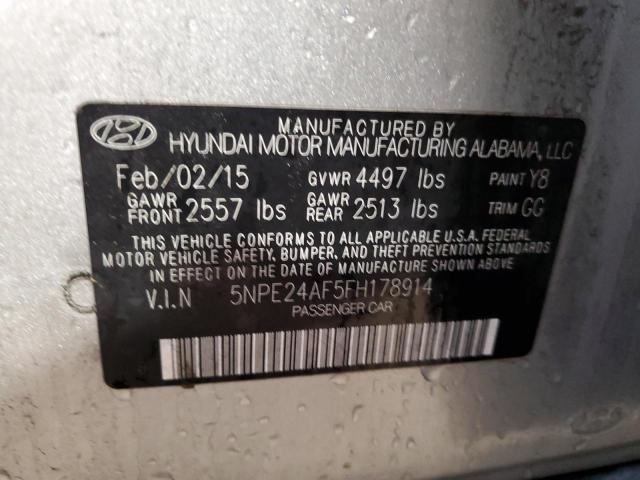 MANUFACTURED BY
HYUNDAI MOTOR MANUFACTURING ALABAMA, LLC
Feb/02/15 GVWR 4497 lbs PAINT Y8
GAWR FRONT 2557 lbs GAWR REAR 2513 lbs TRIM GG
THIS VEHICLE CONFORMS TO ALL APPLICABLE U.S.A. FEDERAL
MOTOR VEHICLE SAFETY, BUMPER, AND THEFT PREVENTION STANDARDS
IN EFFECT ON THE DATE OF MANUFACTURE SHOWN ABOVE.
V.I.N 5NPE24AF5FH178914
PASSENGER CAR